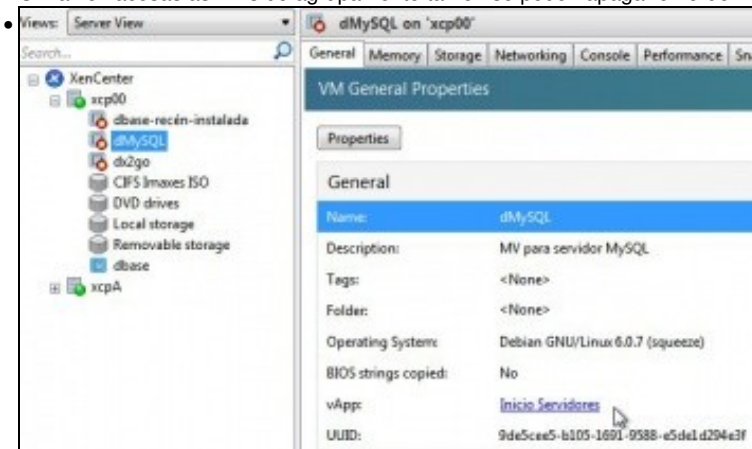 Views: Server View
Search...
XenCenter
xcp00
dbase-recén-instalada
dMySQL
dx2go
CIFS Imaxes ISO
DVD drives
Local storage
Removable storage
dbase
xcpA
dMySQL on 'xcp00'
General Memory Storage Networking Console Performance Sna
VM General Properties
Properties
General
Name: dMySQL
Description: MV para servidor MySQL
Tags: <None>
Folder: <None>
Operating System: Debian GNU/Linux 6.0.7 (squeeze)
BIOS strings copied: No
vApp: Inicio Servidores
UUID: 9de5cee5-b105-1691-9588-e5de1d294e3f